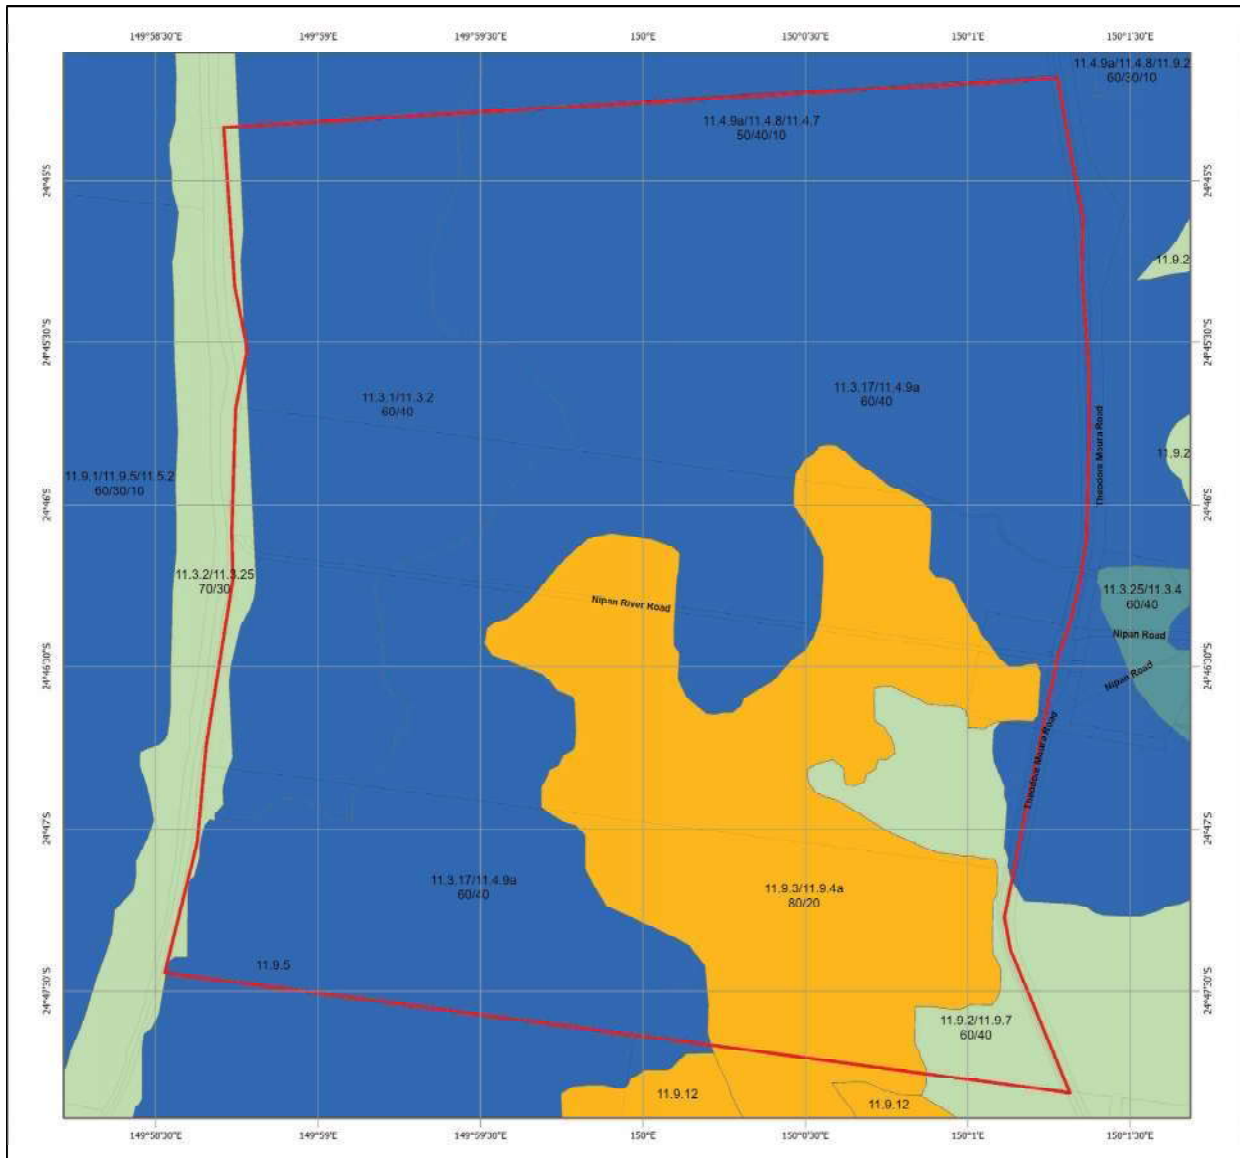 149°58'30"E
149°59'E
149°59'30"E
150°E
150°0'30"E
150°1'E
150°1'30"E
11.4.9a/11.4.8/11.9.2
60/30/10
11.4.9a/11.4.8/11.4.7
50/40/10
24°45'S
24°45'S
11.9.2
24°45'30"S
24°45'30"S
11.3.1/11.3.2
60/40
11.3.17/11.4.9a
60/40
Theodore Moura Road
11.9.2
11.9.1/11.9.5/11.5.2
60/30/10
24°46'S
24°46'S
11.3.2/11.3.25
70/30
11.3.25/11.3.4
60/40
Nipan River Road
Nipan Road
24°46'30"S
24°46'30"S
Nipan Road
Theodore Moura Road
24°47'S
24°47'S
11.3.17/11.4.9a
60/40
11.9.3/11.9.4a
80/20
11.9.5
24°47'30"S
24°47'30"S
11.9.2/11.9.7
60/40
11.9.12
11.9.12
149°58'30"E
149°59'E
149°59'30"E
150°E
150°0'30"E
150°1'E
150°1'30"E